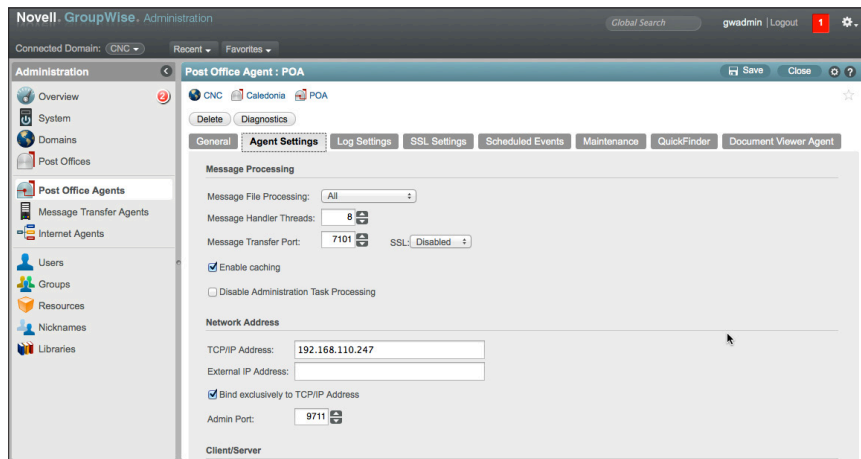 Novell. GroupWise. Administration
Global Search
gwadmin | Logout
1
Connected Domain: CNC
Recent
Favorites
Administration
Post Office Agent : POA
Save
Close
?
Overview
2
System
Domains
Post Offices
Post Office Agents
Message Transfer Agents
Internet Agents
Users
Groups
Resources
Nicknames
Libraries
CNC Caledonia POA
Delete Diagnostics
General Agent Settings Log Settings SSL Settings Scheduled Events Maintenance QuickFinder Document Viewer Agent
Message Processing
Message File Processing: All
Message Handler Threads: 8
Message Transfer Port: 7101 SSL: Disabled
Enable caching
Disable Administration Task Processing
Network Address
TCP/IP Address: 192.168.110.247
External IP Address:
Bind exclusively to TCP/IP Address
Admin Port: 9711
Client/Server